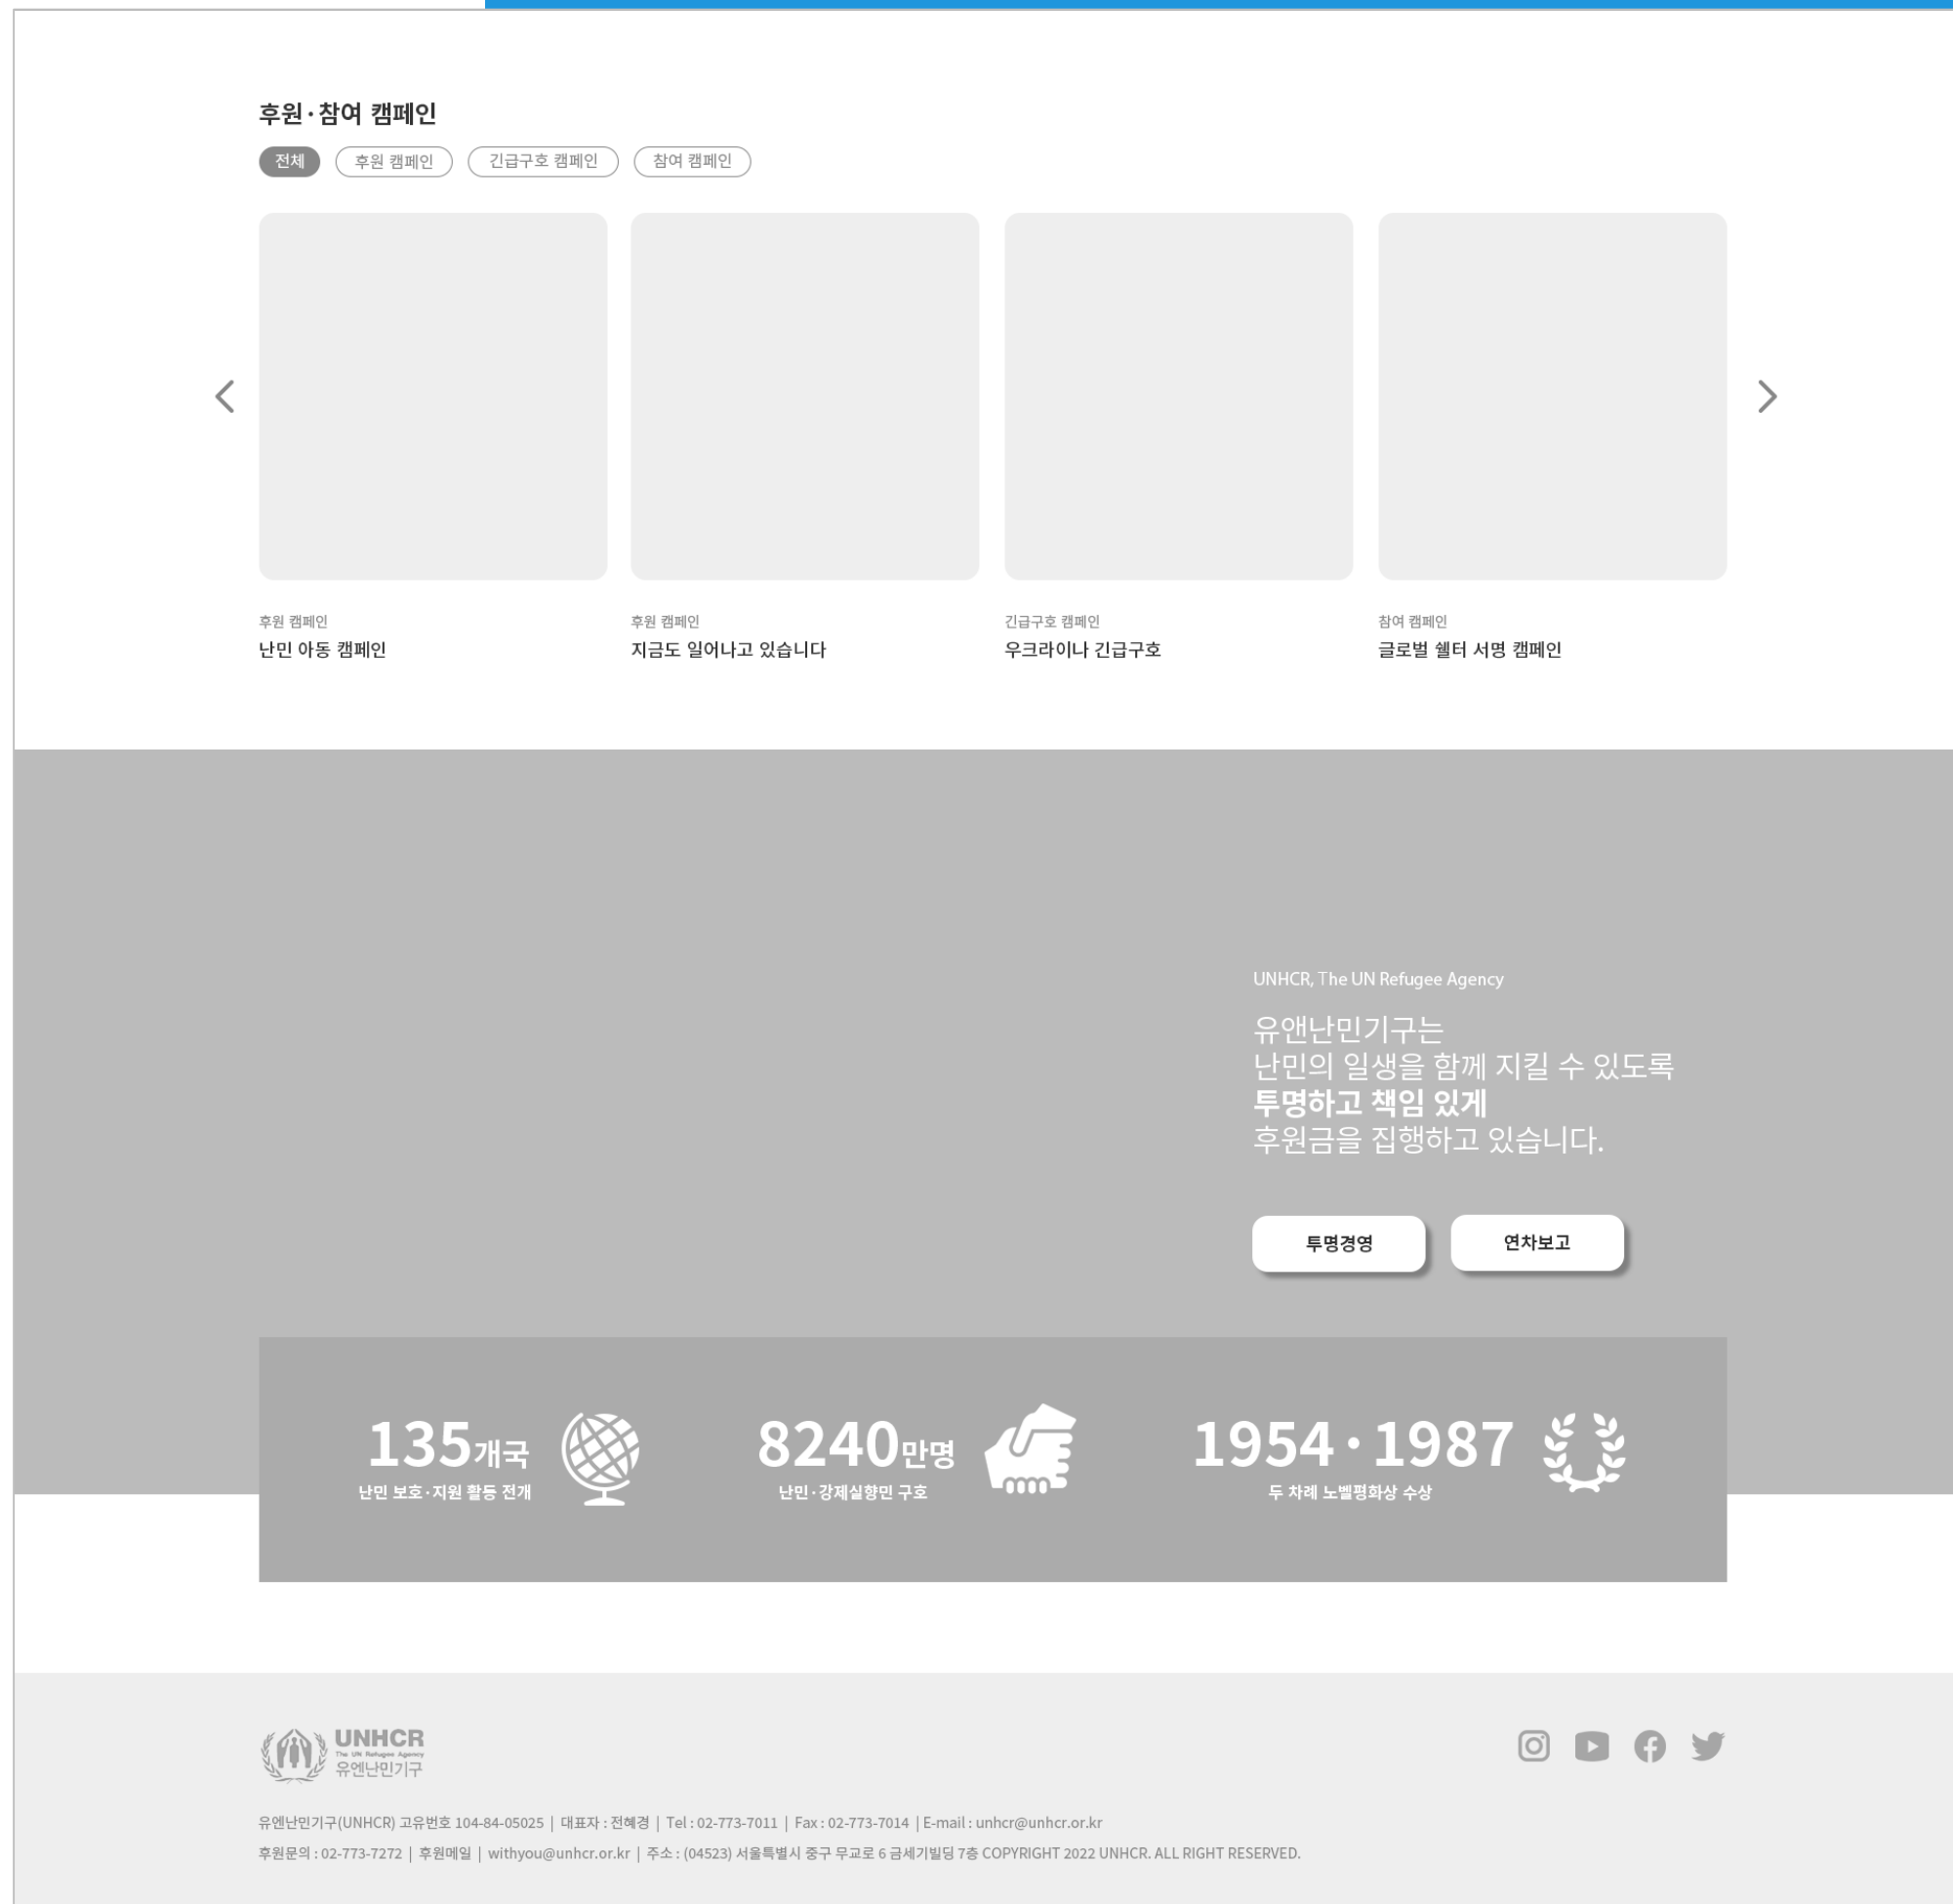 후원·참여 캠페인
전체 후원 캠페인 긴급구호 캠페인 참여 캠페인
후원 캠페인 후원 캠페인 긴급구호 캠페인 참여 캠페인
난민 아동 캠페인 지금도 일어나고 있습니다 우크라이나 긴급구호 글로벌 쉘터 서명 캠페인
UNHCR, The UN Refugee Agency
유앤난민기구는
난민의 일생을 함께 지킬 수 있도록
투명하고 책임 있게
후원금을 집행하고 있습니다.
투명경영 연차보고
135개국 8240만명 1954·1987
난민 보호·지원 활동 전개 난민·강제실향민 구호 두 차례 노벨평화상 수상
UNHCR
The UN Refugee Agency
유엔난민기구
유엔난민기구(UNHCR) 고유번호 104-84-05025 | 대표자 : 전혜경 | Tel : 02-773-7011 | Fax : 02-773-7014 | E-mail : unhcr@unhcr.or.kr
후원문의 : 02-773-7272 | 후원메일 | withyou@unhcr.or.kr | 주소 : (04523) 서울특별시 중구 무교로 6 금세기빌딩 7층 COPYRIGHT 2022 UNHCR. ALL RIGHT RESERVED.